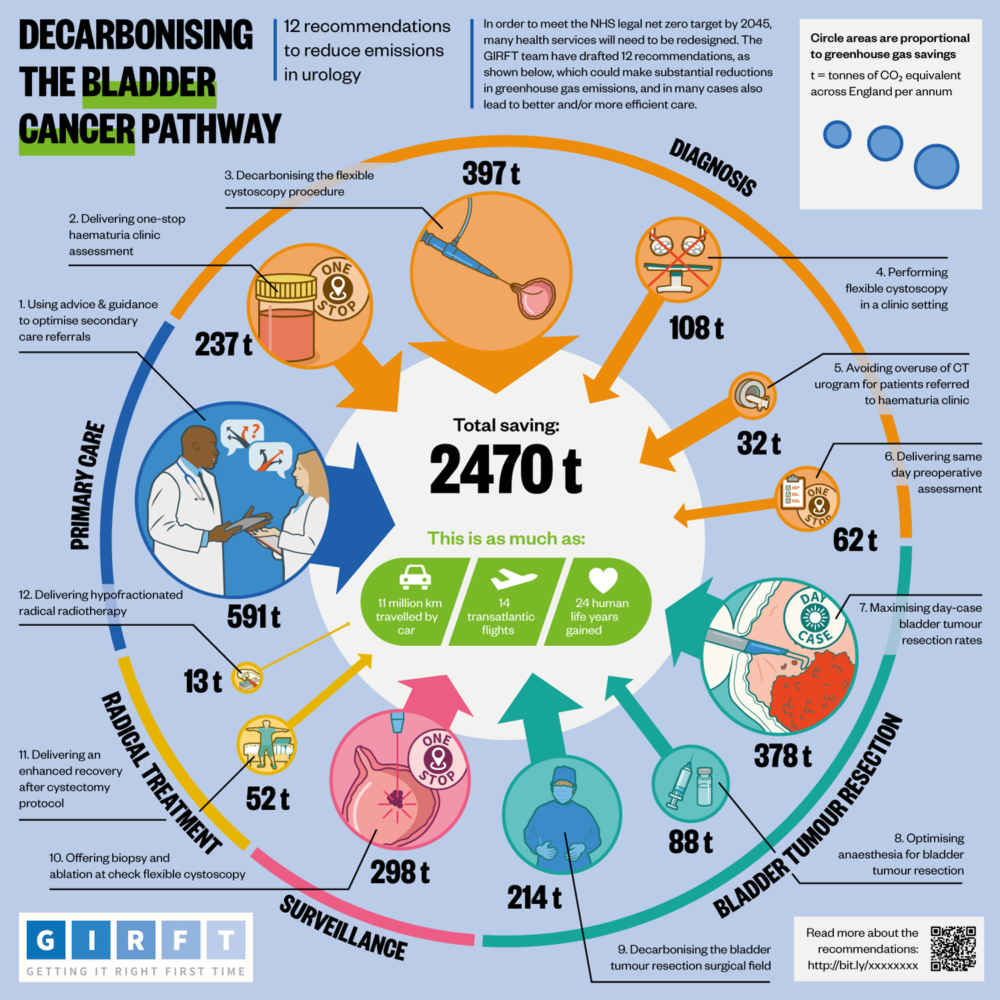 DECARBONISING
THE BLADDER
CANCER PATHWAY
12 recommendations
to reduce emissions
in urology
In order to meet the NHS legal net zero target by 2045,
many health services will need to be redesigned. The
GIRFT team have drafted 12 recommendations, as
shown below, which could make substantial reductions
in greenhouse gas emissions, and in many cases also
lead to better and/or more efficient care.
Circle areas are proportional
to greenhouse gas savings
t = tonnes of CO₂ equivalent
across England per annum
DIAGNOSIS
3. Decarbonising the flexible
cystoscopy procedure
397 t
2. Delivering one-stop
haematuria clinic
assessment
ONE
STOP
237 t
4. Performing
flexible cystoscopy
in a clinic setting
108 t
1. Using advice & guidance
to optimise secondary
care referrals
?
591 t
PRIMARY CARE
5. Avoiding overuse of CT
urogram for patients referred
to haematuria clinic
32 t
6. Delivering same
day preoperative
assessment
ONE
STOP
62 t
Total saving:
2470 t
This is as much as:
11 million km
travelled by
car
14
transatlantic
flights
24 human
life years
gained
12. Delivering hypofractionated
radical radiotherapy
13 t
DAY
CASE
7. Maximising day-case
bladder tumour
resection rates
378 t
RADICAL TREATMENT
11. Delivering an
enhanced recovery
after cystectomy
protocol
52 t
ONE
STOP
10. Offering biopsy and
ablation at check flexible cystoscopy
298 t
SURVEILLANCE
214 t
9. Decarbonising the bladder
tumour resection surgical field
88 t
8. Optimising
anaesthesia for bladder
tumour resection
BLADDER TUMOUR RESECTION
GIRFT
GETTING IT RIGHT FIRST TIME
Read more about the
recommendations:
http://bit.ly/xxxxxxxx